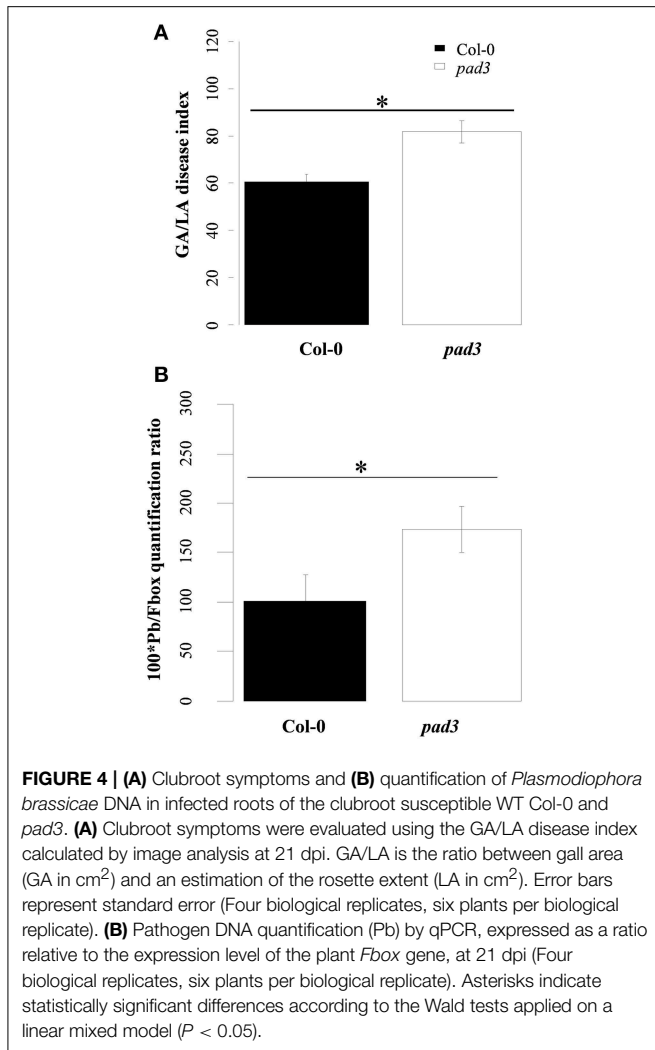 A
Col-0
pad3
120
100
80
60
40
20
0
GA/LA disease index
*
Col-0
pad3
B
300
250
200
150
100
50
0
100*Pb/Fbox quantification ratio
*
Col-0
pad3
FIGURE 4 | (A) Clubroot symptoms and (B) quantification of Plasmodiophora
brassicae DNA in infected roots of the clubroot susceptible WT Col-0 and
pad3. (A) Clubroot symptoms were evaluated using the GA/LA disease index
calculated by image analysis at 21 dpi. GA/LA is the ratio between gall area
(GA in cm²) and an estimation of the rosette extent (LA in cm²). Error bars
represent standard error (Four biological replicates, six plants per biological
replicate). (B) Pathogen DNA quantification (Pb) by qPCR, expressed as a ratio
relative to the expression level of the plant Fbox gene, at 21 dpi (Four
biological replicates, six plants per biological replicate). Asterisks indicate
statistically significant differences according to the Wald tests applied on a
linear mixed model (P < 0.05).